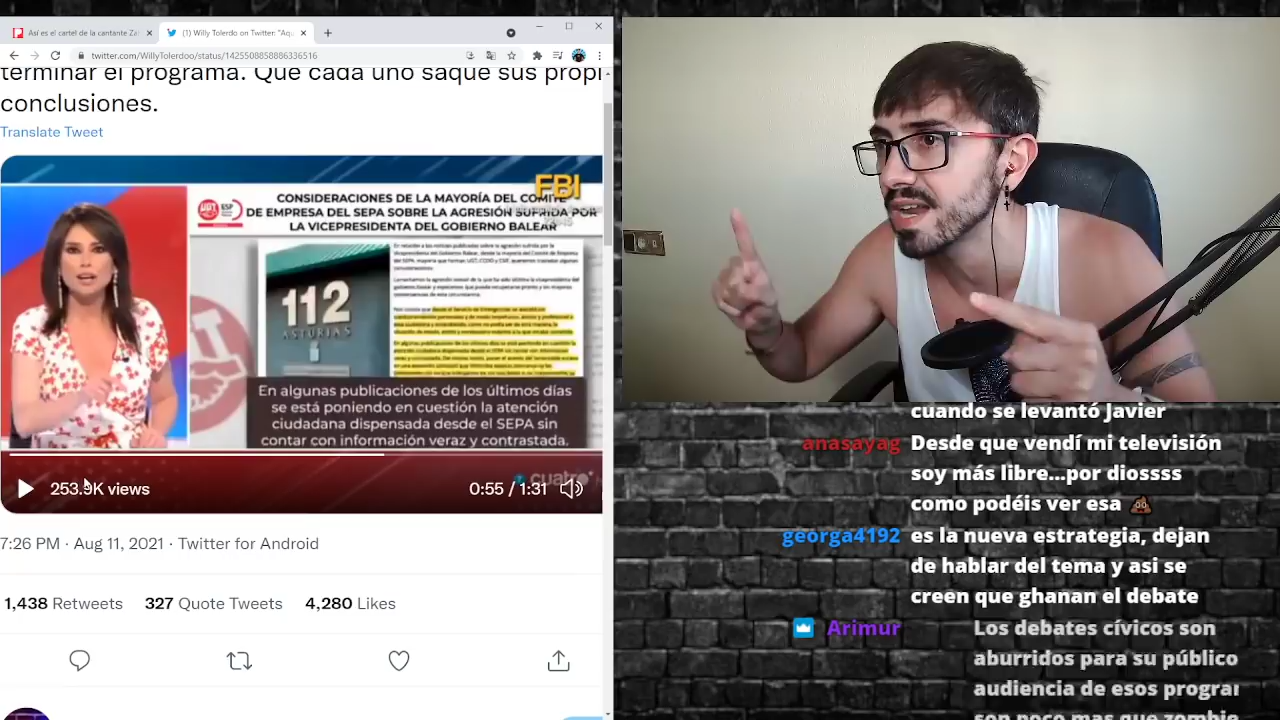 Así es el cartel de la cantante Za
(1) Willy Tolerdo on Twitter: "Aqu
twitter.com/WillyTolerdoo/status/1425508858886336516
terminar el programa. Que cada uno saque sus propi
conclusiones.
Translate Tweet
FBI
UGT
CONSIDERACIONES DE LA MAYORÍA DEL COMITÉ
DE EMPRESA DEL SEPA SOBRE LA AGRESIÓN SUFRIDA POR
LA VICEPRESIDENTA DEL GOBIERNO BALEAR
112
ASTURIAS
En algunas publicaciones de los últimos días
se está poniendo en cuestión la atención
ciudadana dispensada desde el SEPA sin
contar con información veraz y contrastada.
cuatro
253.9K views
0:55 / 1:31
7:26 PM · Aug 11, 2021 · Twitter for Android
1,438 Retweets 327 Quote Tweets 4,280 Likes
cuando se levantó Javier
anasayag Desde que vendí mi televisión
soy más libre...por diossss
como podéis ver esa 💩
georga4192 es la nueva estrategia, dejan
de hablar del tema y asi se
creen que ghanan el debate
Arimur Los debates cívicos son
aburridos para su público
audiencia de esos progra
son poco mas que zombie